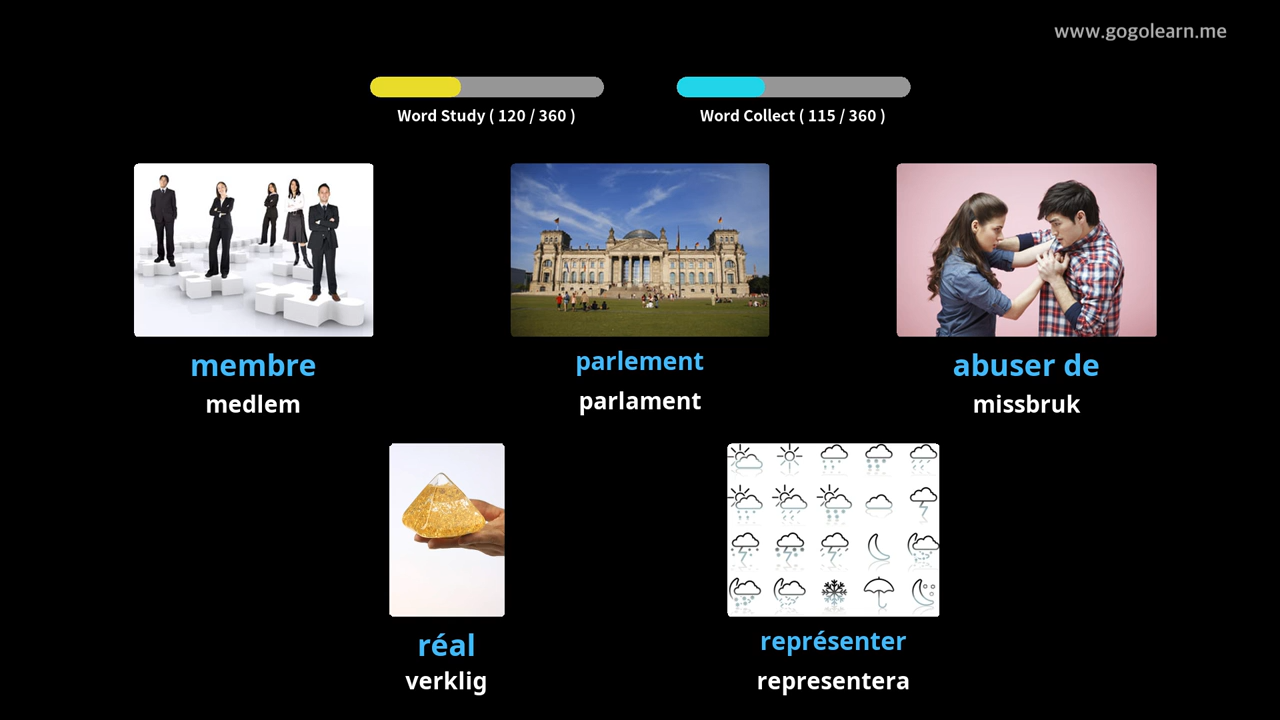 www.gogolearn.me
Word Study ( 120 / 360 )
Word Collect ( 115 / 360 )
membre
medlem
parlement
parlament
abuser de
missbruk
réal
verklig
représenter
representera